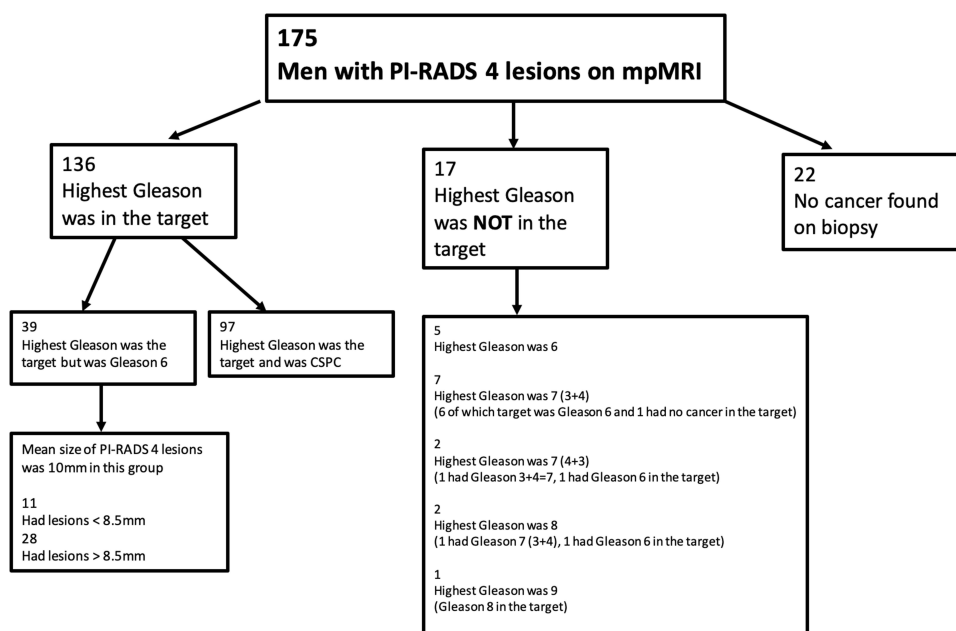 175
Men with PI-RADS 4 lesions on mpMRI
136
Highest Gleason
was in the target
17
Highest Gleason
was NOT in the
target
22
No cancer found
on biopsy
39
Highest Gleason was the
target but was Gleason 6
97
Highest Gleason was the
target and was CSPC
Mean size of PI-RADS 4 lesions
was 10mm in this group
11
Had lesions < 8.5mm
28
Had lesions > 8.5mm
5
Highest Gleason was 6
7
Highest Gleason was 7 (3+4)
(6 of which target was Gleason 6 and 1 had no cancer in the target)
2
Highest Gleason was 7 (4+3)
(1 had Gleason 3+4=7, 1 had Gleason 6 in the target)
2
Highest Gleason was 8
(1 had Gleason 7 (3+4), 1 had Gleason 6 in the target)
1
Highest Gleason was 9
(Gleason 8 in the target)